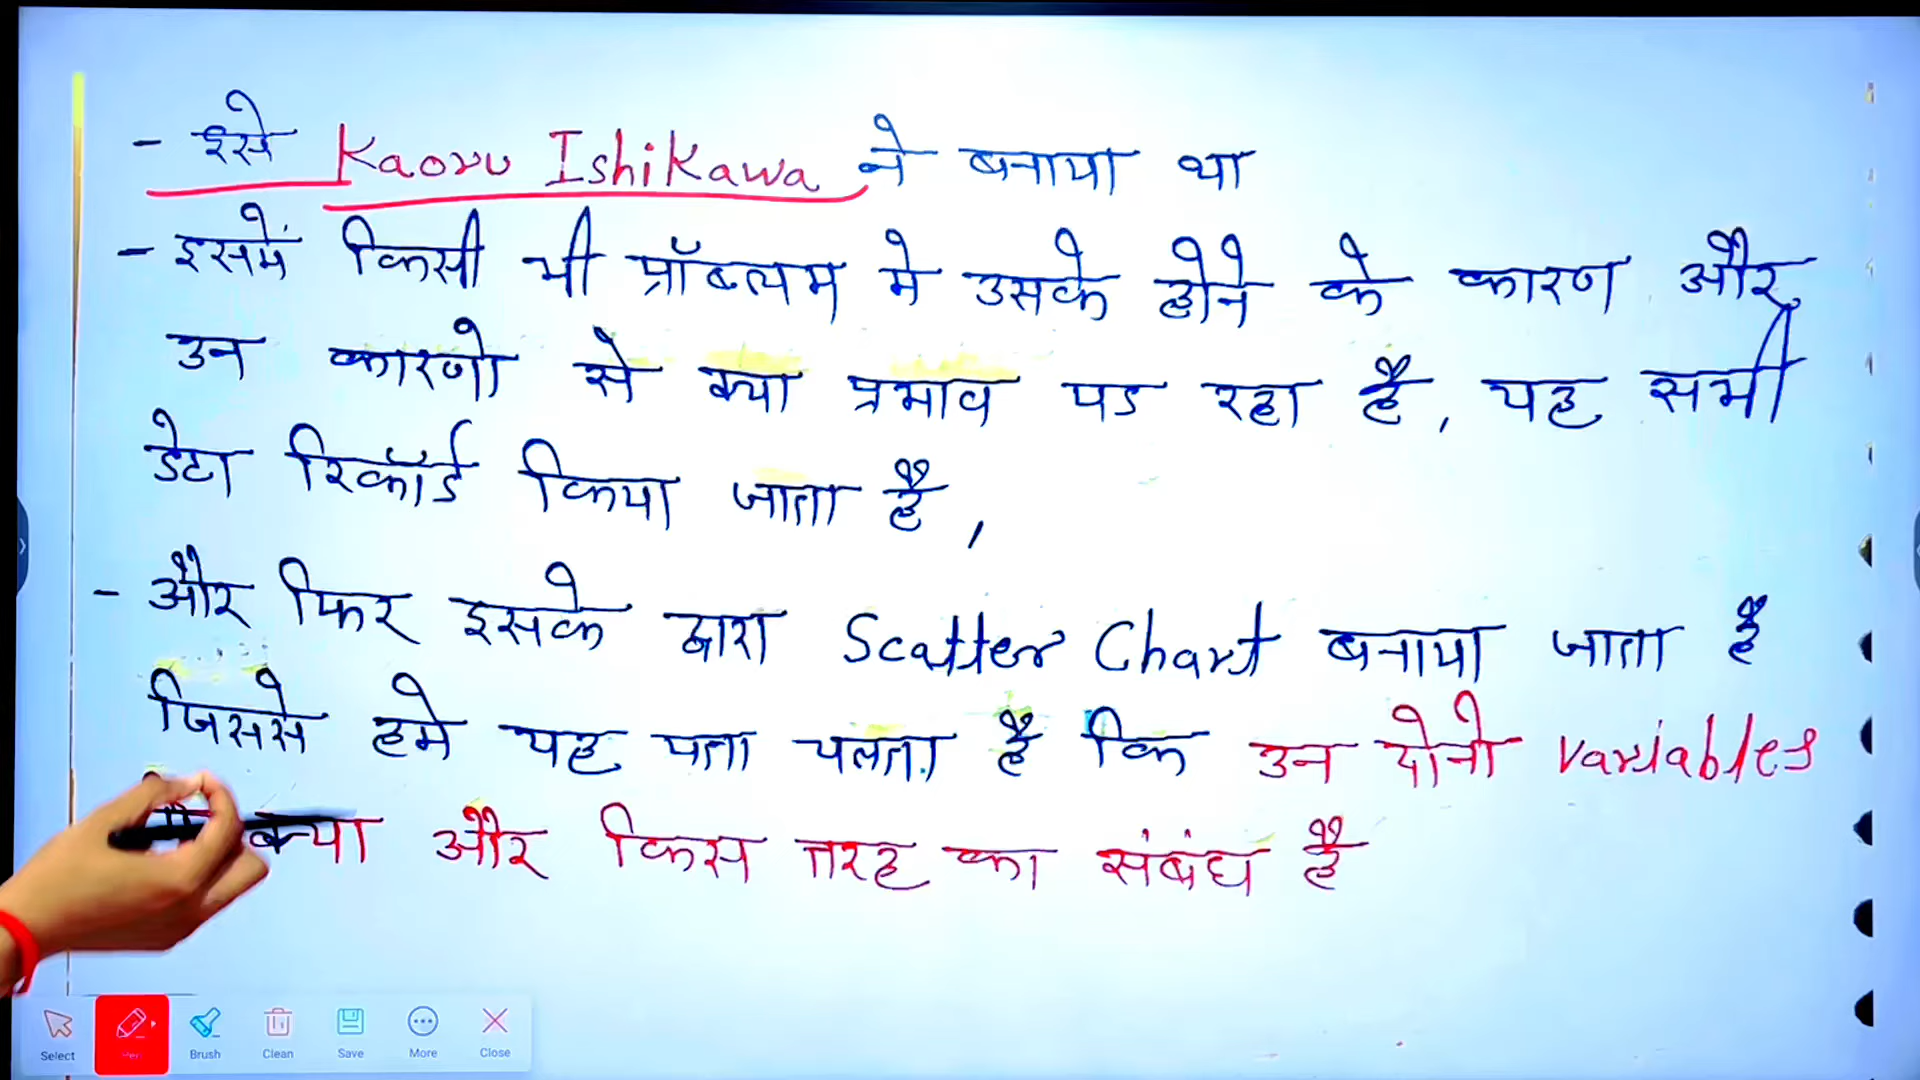 - इसे Kaoru Ishikawa ने बनाया था
- इसमें किसी भी प्रॉब्ल्यम मे उसके होने के कारण और
उन कारणो से क्या प्रभाव पड रहा है, यह सभी
डेटा रिकॉर्ड किया जाता है,
- और फिर इसके द्वारा Scatter Chart बनाया जाता है
जिससे हमे यह पता चलता है कि उन दोनो variables
क्या और किस तरह का संबंध है
Select
Brush
Clean
Save
More
Close